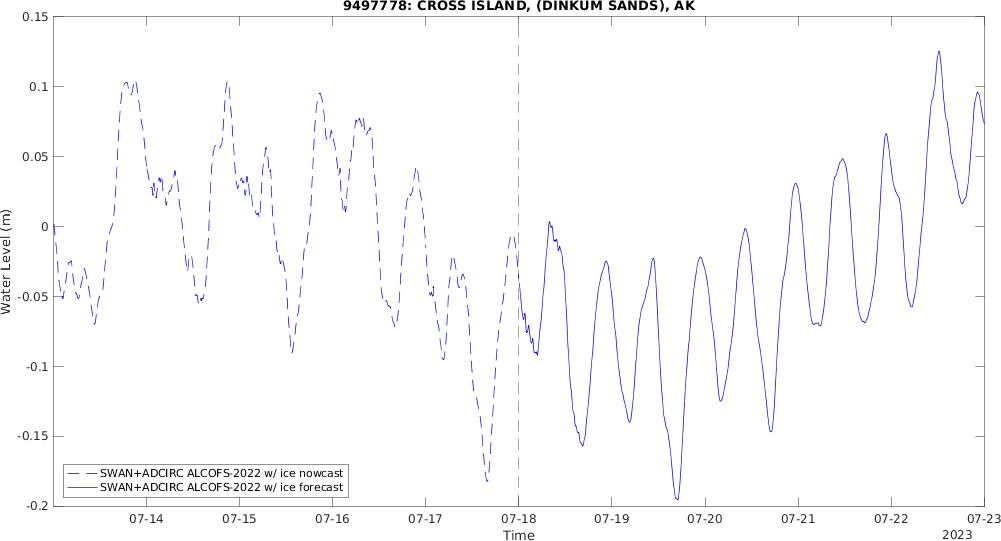 9497778: CROSS ISLAND, (DINKUM SANDS), AK
0.15
0.1
0.05
0
-0.05
-0.1
-0.15
-0.2
Water Level (m)
SWAN+ADCIRC ALCOFS-2022 w/ ice nowcast
SWAN+ADCIRC ALCOFS-2022 w/ ice forecast
07-14 07-15 07-16 07-17 07-18 07-19 07-20 07-21 07-22 07-23
Time
2023